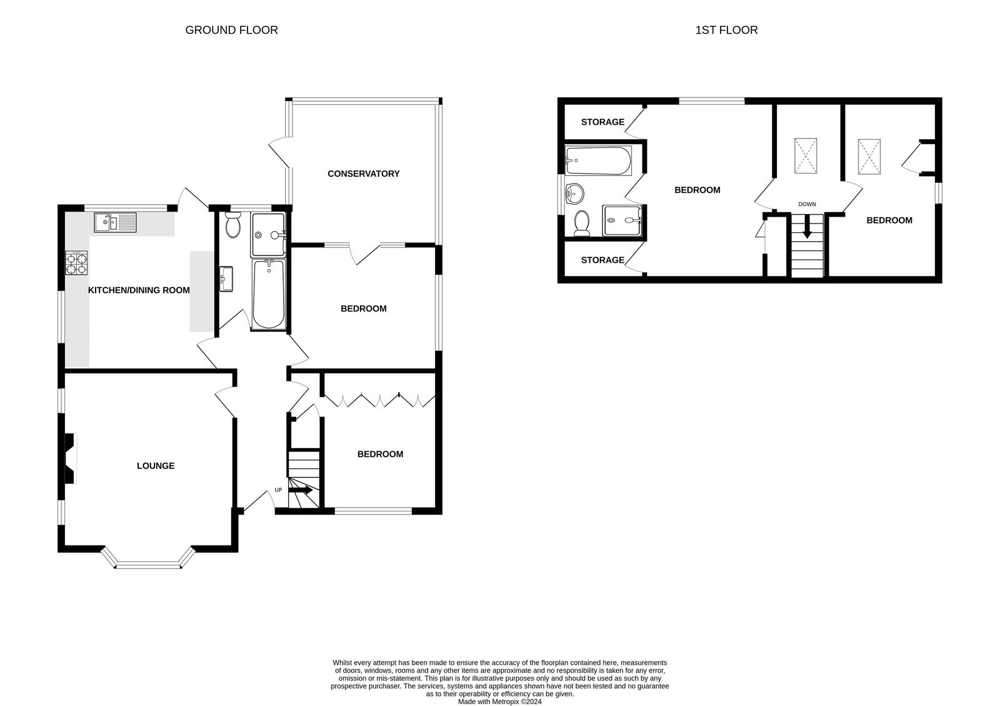 GROUND FLOOR
1ST FLOOR
CONSERVATORY
KITCHEN/DINING ROOM
BEDROOM
LOUNGE
BEDROOM
UP
STORAGE
BEDROOM
DOWN
BEDROOM
STORAGE
Whilst every attempt has been made to ensure the accuracy of the floorplan contained here, measurements
of doors, windows, rooms and any other items are approximate and no responsibility is taken for any error,
omission or mis-statement. This plan is for illustrative purposes only and should be used as such by any
prospective purchaser. The services, systems and appliances shown have not been tested and no guarantee
as to their operability or efficiency can be given.
Made with Metropix ©2024